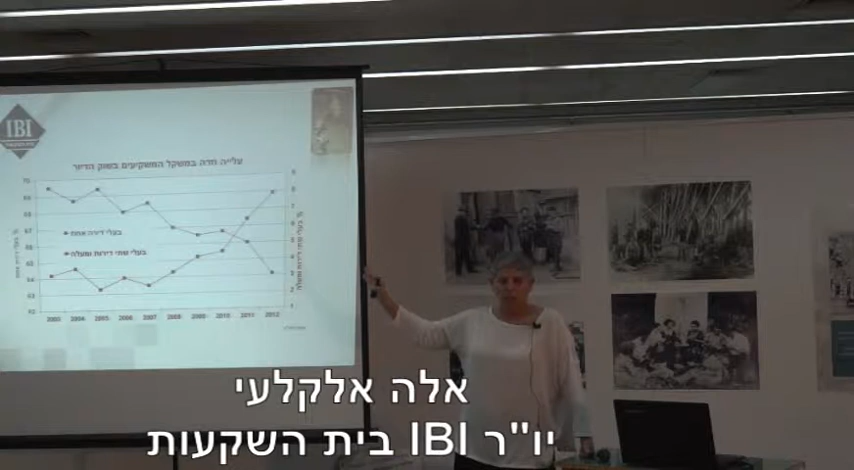 IBI
עלייה חדה במשקל המשקיעים בשוק הדיור
בעלי דירה אחת
בעלי שתי דירות ומעלה
2003 2004 2005 2006 2007 2008 2009 2010 2011 2012
אלה אלקלעי
יו"ר IBI בית השקעות